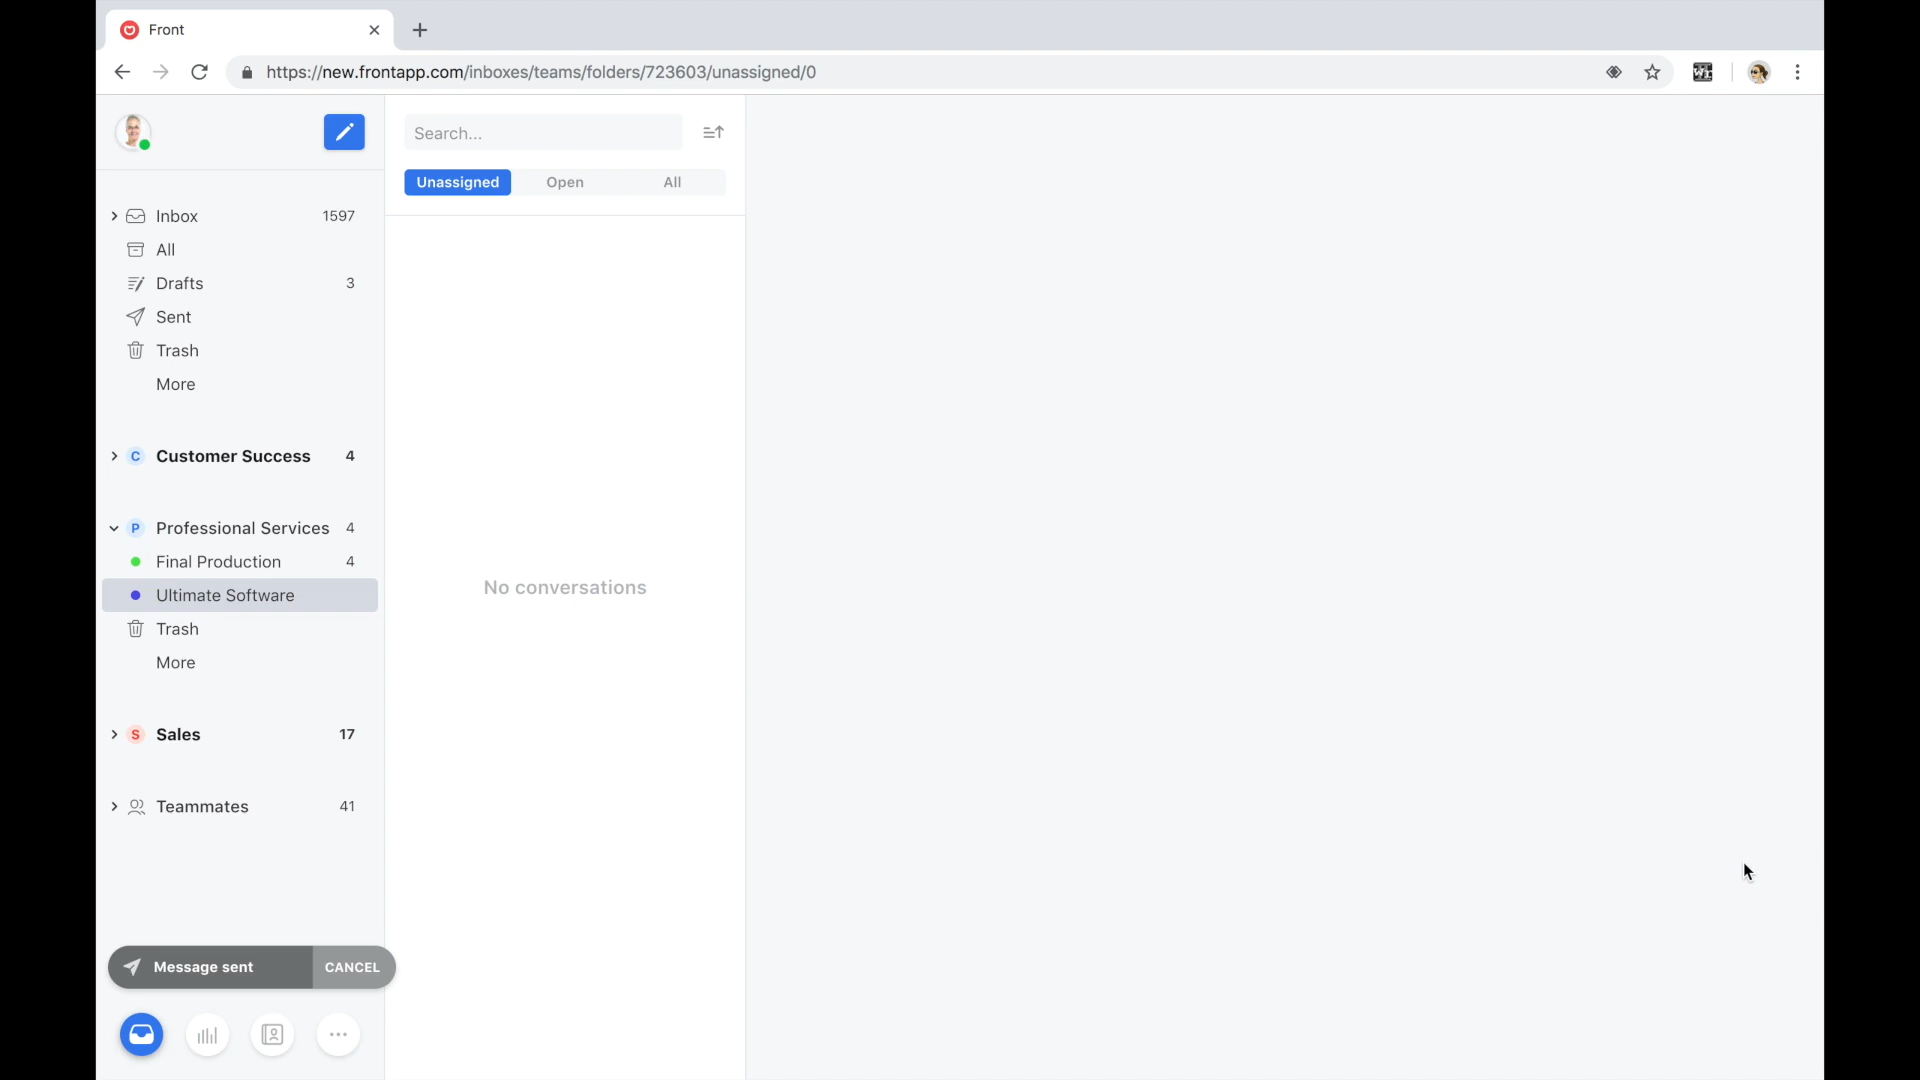 Front
https://new.frontapp.com/inboxes/teams/folders/723603/unassigned/0
Search...
Unassigned Open All
Inbox 1597
All
Drafts 3
Sent
Trash
More
C Customer Success 4
P Professional Services 4
Final Production 4
Ultimate Software
Trash
More
S Sales 17
Teammates 41
No conversations
Message sent CANCEL